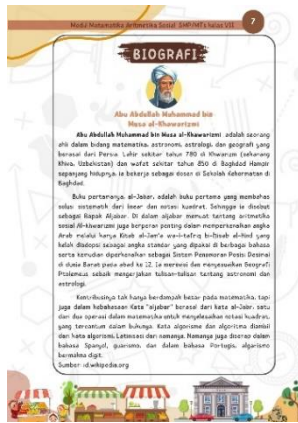 Modul Matematika Aritmetika Sosial SMP/MTs kelas VII
7
BIOGRAFI
Abu Abdullah Muhammad bin
Musa al-Khawarizmi
Abu Abdullah Muhammad bin Musa al-Khawarizmi adalah seorang
ahli dalam bidang matematika, astronomi, astrologi, dan geografi yang
berasal dari Persia. Lahir sekitar tahun 780 di Khwarizm (sekarang
Khiva, Uzbekistan) dan wafat sekitar tahun 850 di Baghdad Hampir
sepanjang hidupnya, ia bekerja sebagai dosen di Sekolah Kehormatan di
Baghdad.
Buku pertamanya, al-Jabar, adalah buku pertama yang membahas
solusi sistematik dari linear dan notasi kuadrat. Sehingga ia disebut
sebagai Bapak Aljabar. Di dalam aljabar memuat tentang aritmetika
sosial Al-Khawarizmi juga berperan penting dalam memperkenalkan angka
Arab melalui karya Kitab al-Jam'a wa-l-tafriq bi-hisab al-Hind yang
kelak diadopsi sebagai angka standar yang dipakai di berbagai bahasa
serta kemudian diperkenalkan sebagai Sistem Penomoran Posisi Desimal
di dunia Barat pada abad ke 12. Ia merevisi dan menyesuaikan Geografi
Ptolemeus sebaik mengerjakan tulisan-tulisan tentang astronomi dan
astrologi.
Kontribusinya tak hanya berdampak besar pada matematika, tapi
juga dalam kebahasaan Kata "aljabar" berasal dari kata al-Jabr, satu
dari dua operasi dalam matematika untuk menyelesaikan notasi kuadrat,
yang tercantum dalam bukunya. Kata algorisme dan algoritma diambil
dari kata algorismi, Latinisasi dari namanya. Namanya juga diserap dalam
bahasa Spanyol, guarismo, dan dalam bahasa Portugis, algarismo
bermakna digit.
Sumber : id.wikipedia.org